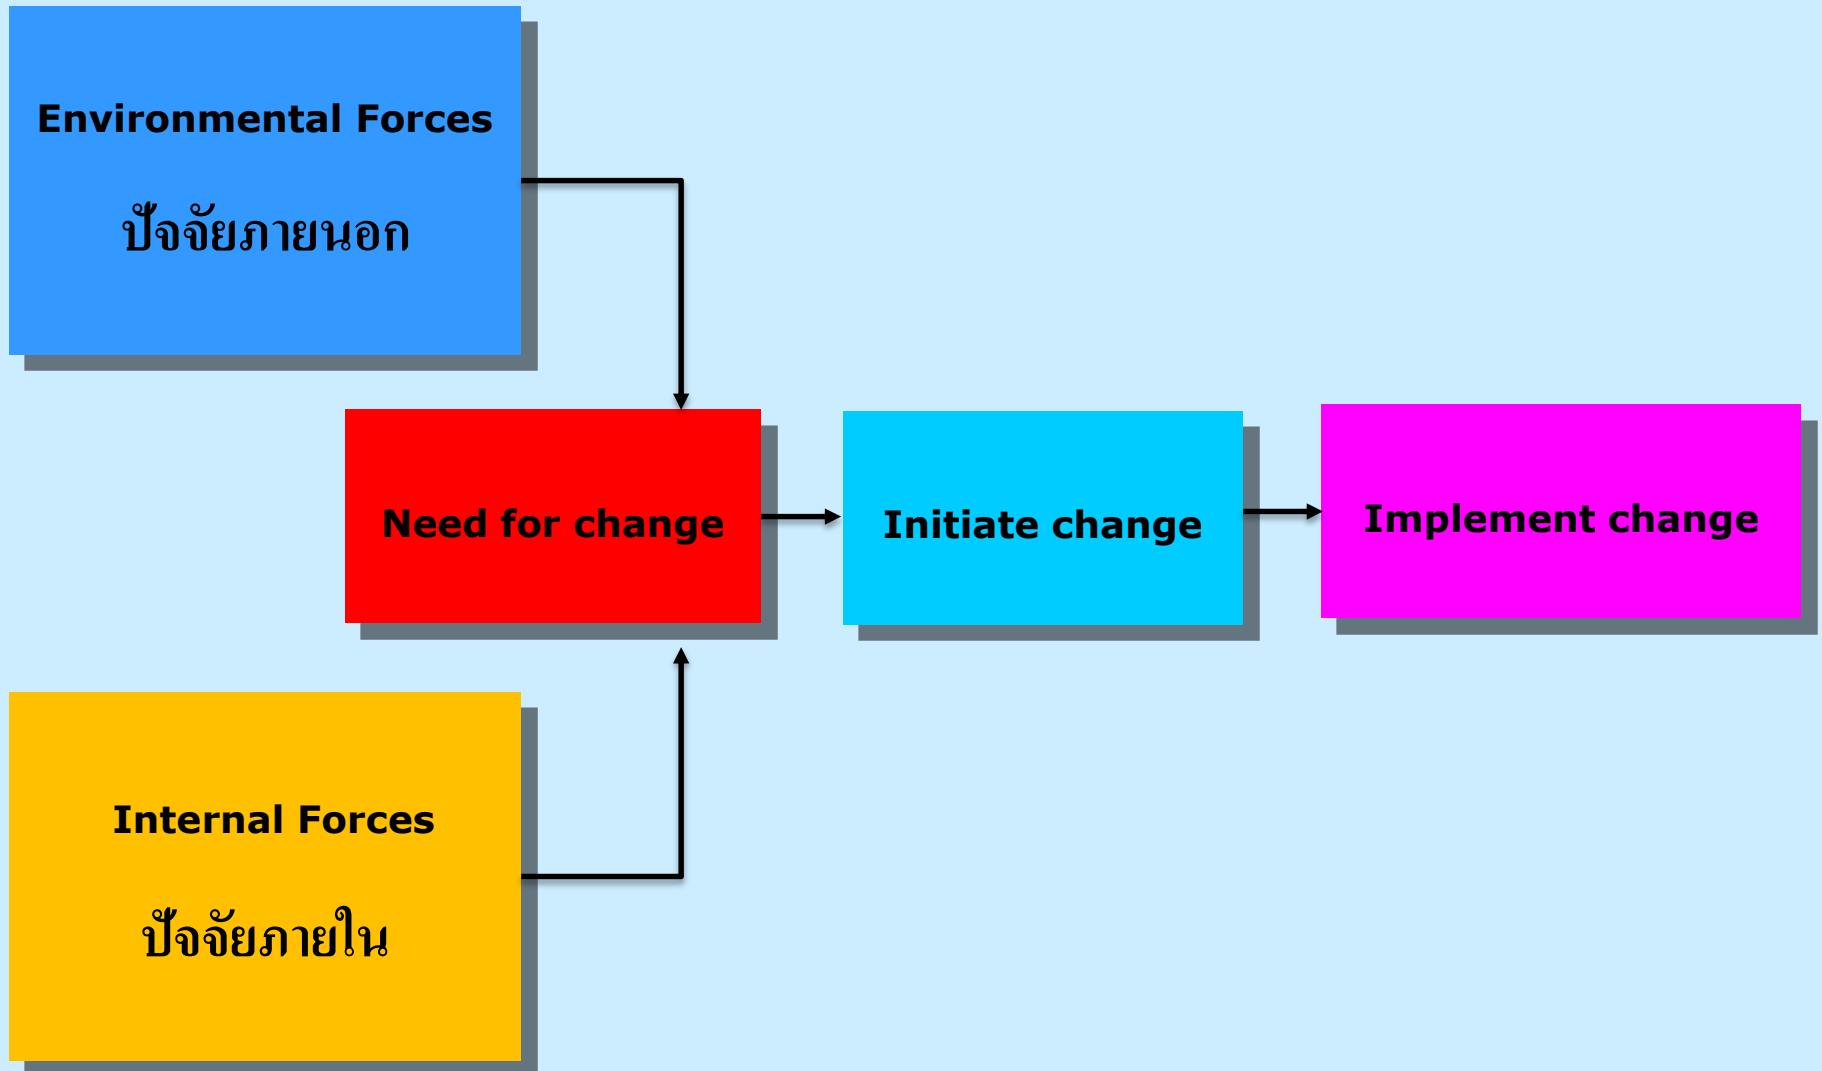 Environmental Forces
ปัจจัยภายนอก
Need for change
Initiate change
Implement change
Internal Forces
ปัจจัยภายใน